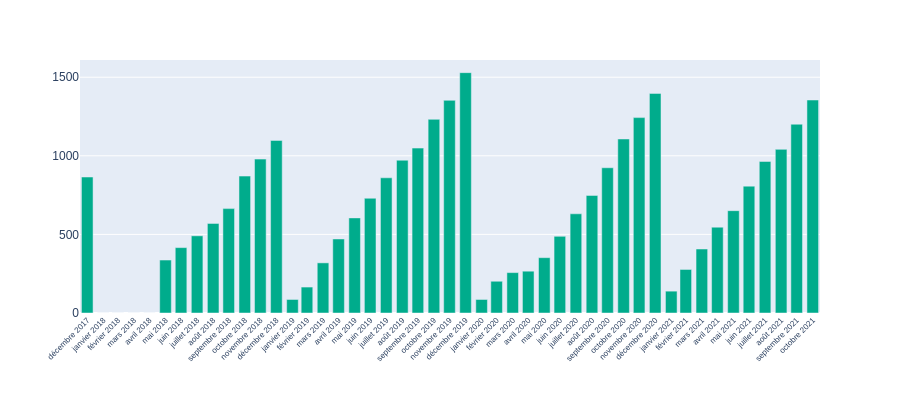 1500
1000
500
0
décembre 2017
janvier 2018
février 2018
mars 2018
avril 2018
mai 2018
juin 2018
juillet 2018
août 2018
septembre 2018
octobre 2018
novembre 2018
décembre 2018
janvier 2019
février 2019
mars 2019
avril 2019
mai 2019
juin 2019
juillet 2019
août 2019
septembre 2019
octobre 2019
novembre 2019
décembre 2019
janvier 2020
février 2020
mars 2020
avril 2020
mai 2020
juin 2020
juillet 2020
août 2020
septembre 2020
octobre 2020
novembre 2020
décembre 2020
janvier 2021
février 2021
mars 2021
avril 2021
mai 2021
juin 2021
juillet 2021
août 2021
septembre 2021
octobre 2021